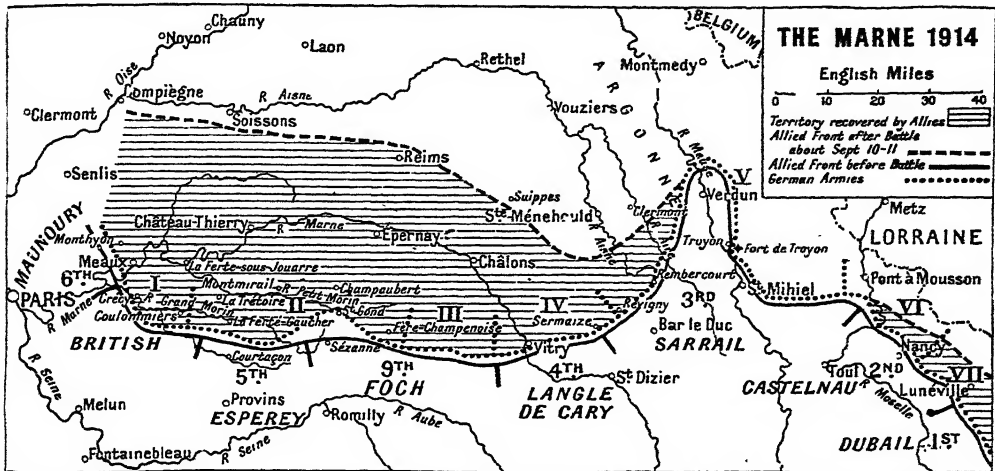 THE MARNE 1914
English Miles
0 10 20 30 40
Territory recovered by Allies
Allied Front after Battle
about Sept 10-11
Allied Front before Battle
German Armies
BELGIUM
Chauny
Noyon
Laon
Rethel
Montmedy
R Oise
Compiègne
R Aisne
Clermont
Soissons
Vouziers
ARGONNE
R Meuse
V
Reims
Verdun
Senlis
Suippes
Ste Ménehould
Clermont
R Aisne
R Aire
Metz
LORRAINE
Château-Thierry
R Marne
Epernay
Troyon
Fort de Troyon
I
Monthyon
Meaux
MAUNOURY
6TH
La Ferte-sous-Jouarre
Châlons
Rembercourt
Mihiel
Pont à Mousson
PARIS
R Marne
I
Montmirail
R Petit Morin
Champaubert
Crécy
R Grand Morin
La Trétoire
II
St Gond
III
IV
Revigny
3RD
SARRAIL
VI
Coulommiers
La Ferté-Gaucher
Fère-Champenoise
Sermaize
Bar le Duc
Nancy
BRITISH
Courtaçon
Sézanne
Vitry
Toul
2ND
VII
Lunéville
5TH
ESPEREY
9TH
FOCH
4TH
LANGLE
DE CARY
St Dizier
CASTELNAU
R Moselle
R Seine
Melun
Provins
Romilly
R Aube
DUBAIL
1ST
Fontainebleau
R Seine